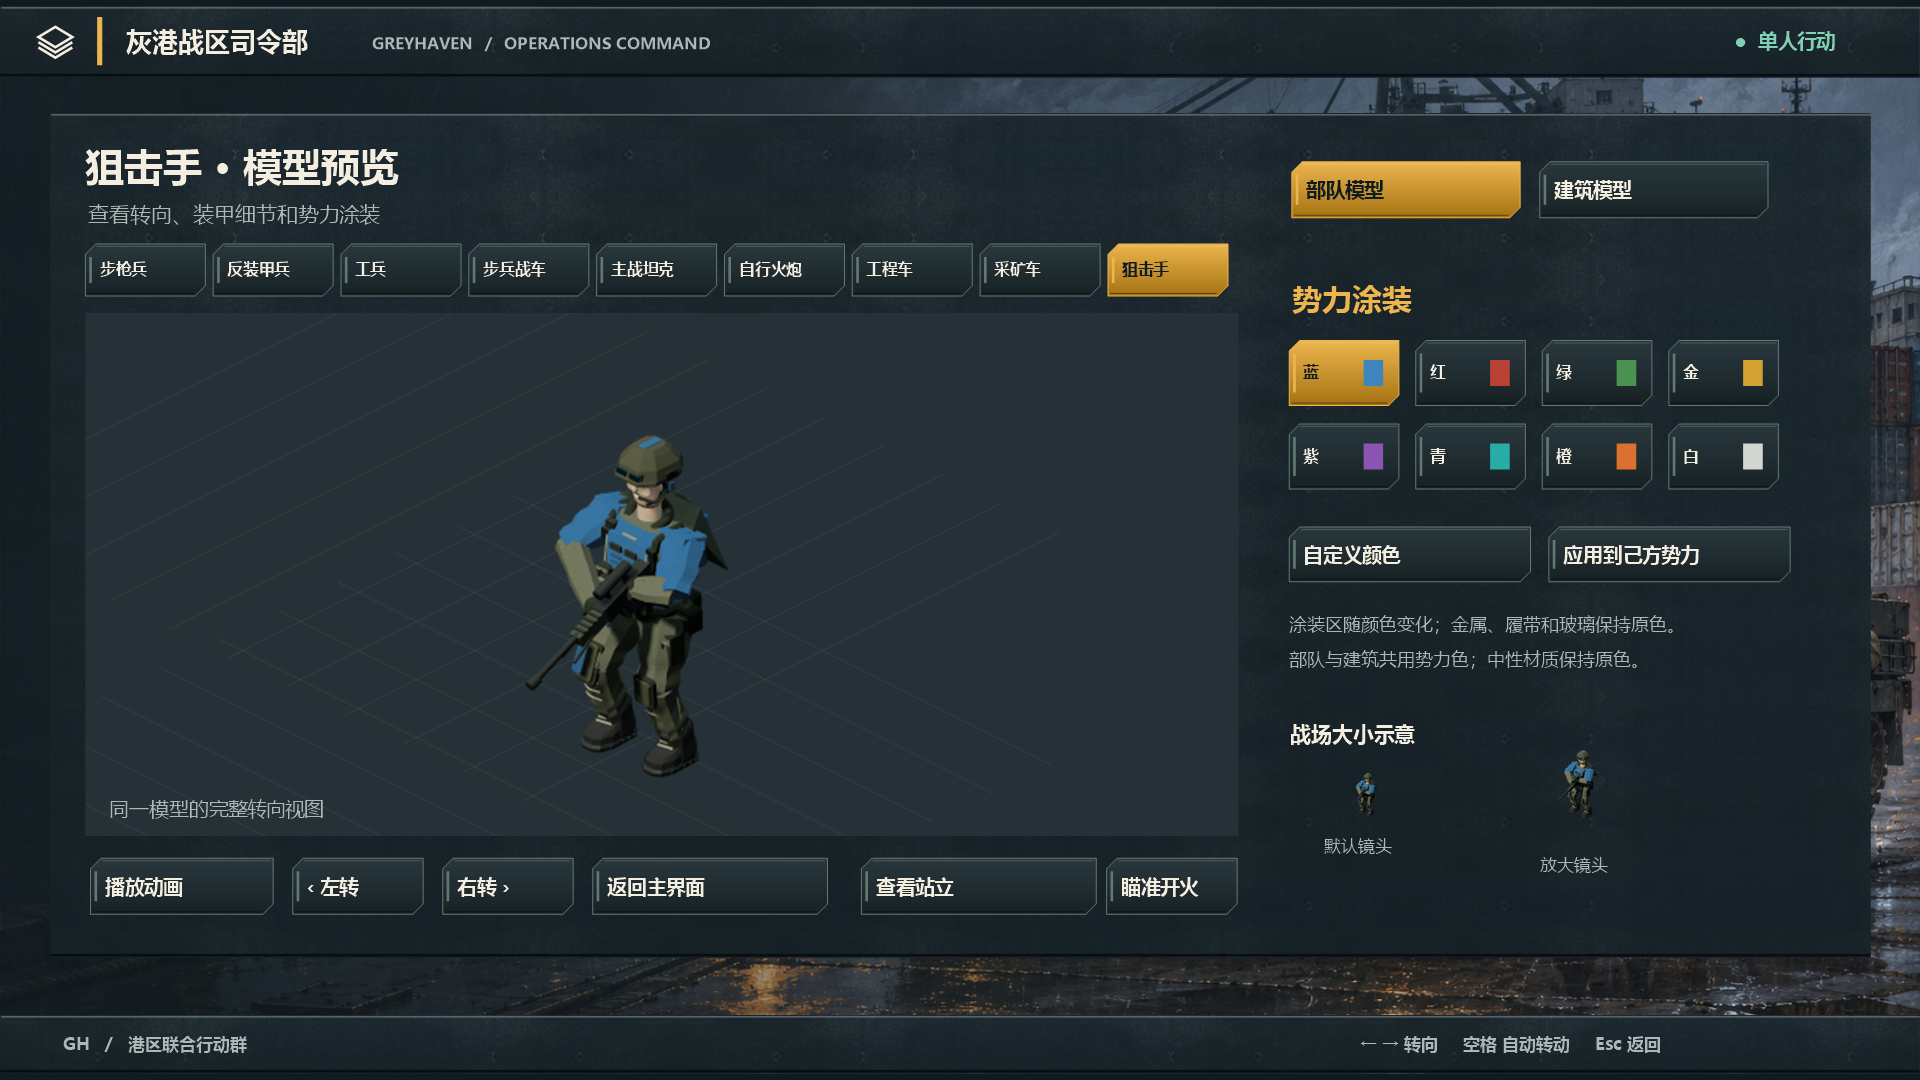 灰港战区司令部
GREYHAVEN / OPERATIONS COMMAND
单人行动
狙击手·模型预览
查看转向、装甲细节和势力涂装
部队模型
建筑模型
步枪兵
反装甲兵
工兵
步兵战车
主战坦克
自行火炮
工程车
采矿车
狙击手
势力涂装
蓝
红
绿
金
紫
青
橙
白
自定义颜色
应用到己方势力
涂装区随颜色变化；金属、履带和玻璃保持原色。
部队与建筑共用势力色；中性材质保持原色。
战场大小示意
默认镜头
放大镜头
同一模型的完整转向视图
播放动画
‹ 左转
右转 ›
返回主界面
查看站立
瞄准开火
GH / 港区联合行动群
←→ 转向 空格 自动转动 Esc 返回